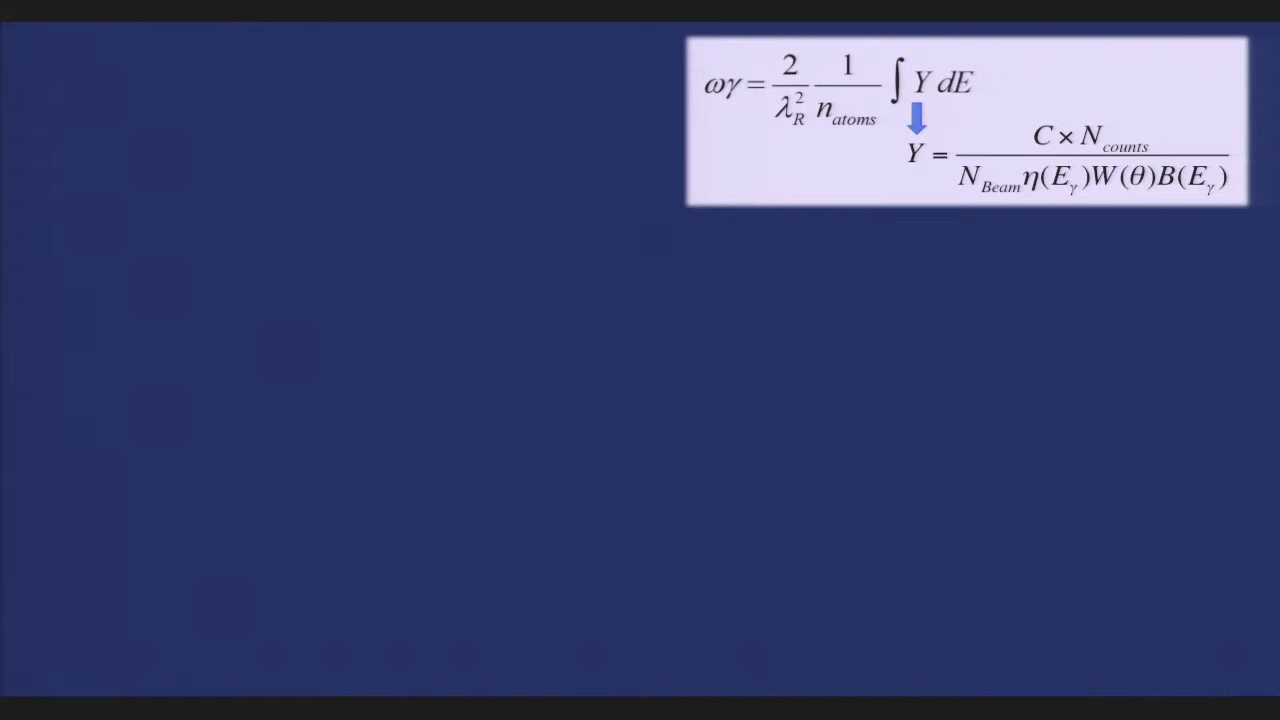 ωγ = 2/λ_R^2 1/n_atoms ∫ Y dE
Y = C × N_counts / N_Beam η(E_γ)W(θ)B(E_γ)